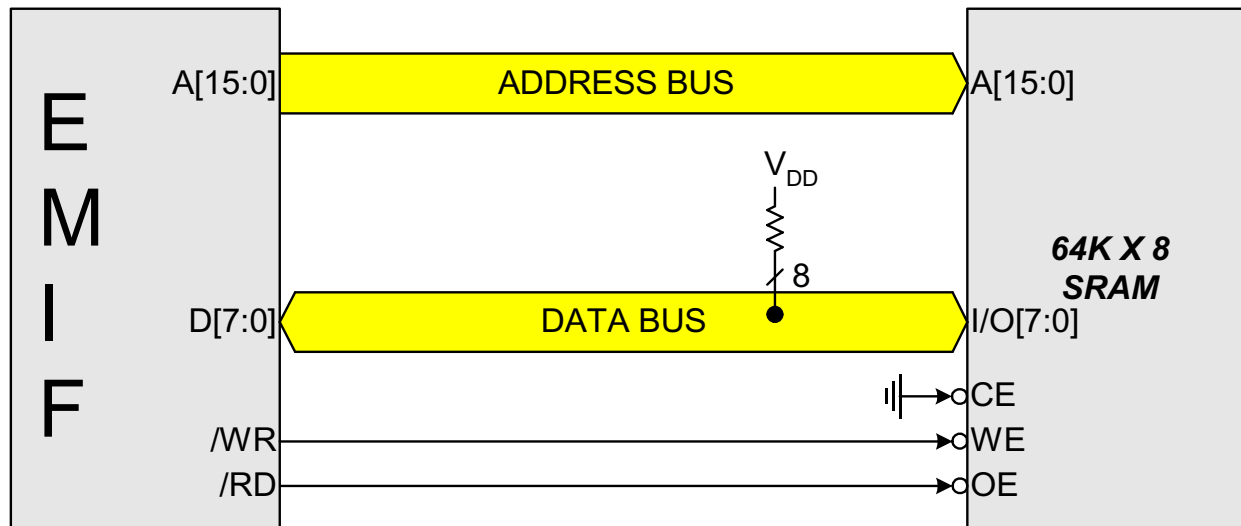 EMIF
A[15:0]
ADDRESS BUS
A[15:0]
VDD
8
64K X 8
SRAM
D[7:0]
DATA BUS
I/O[7:0]
CE
/WR
WE
/RD
OE